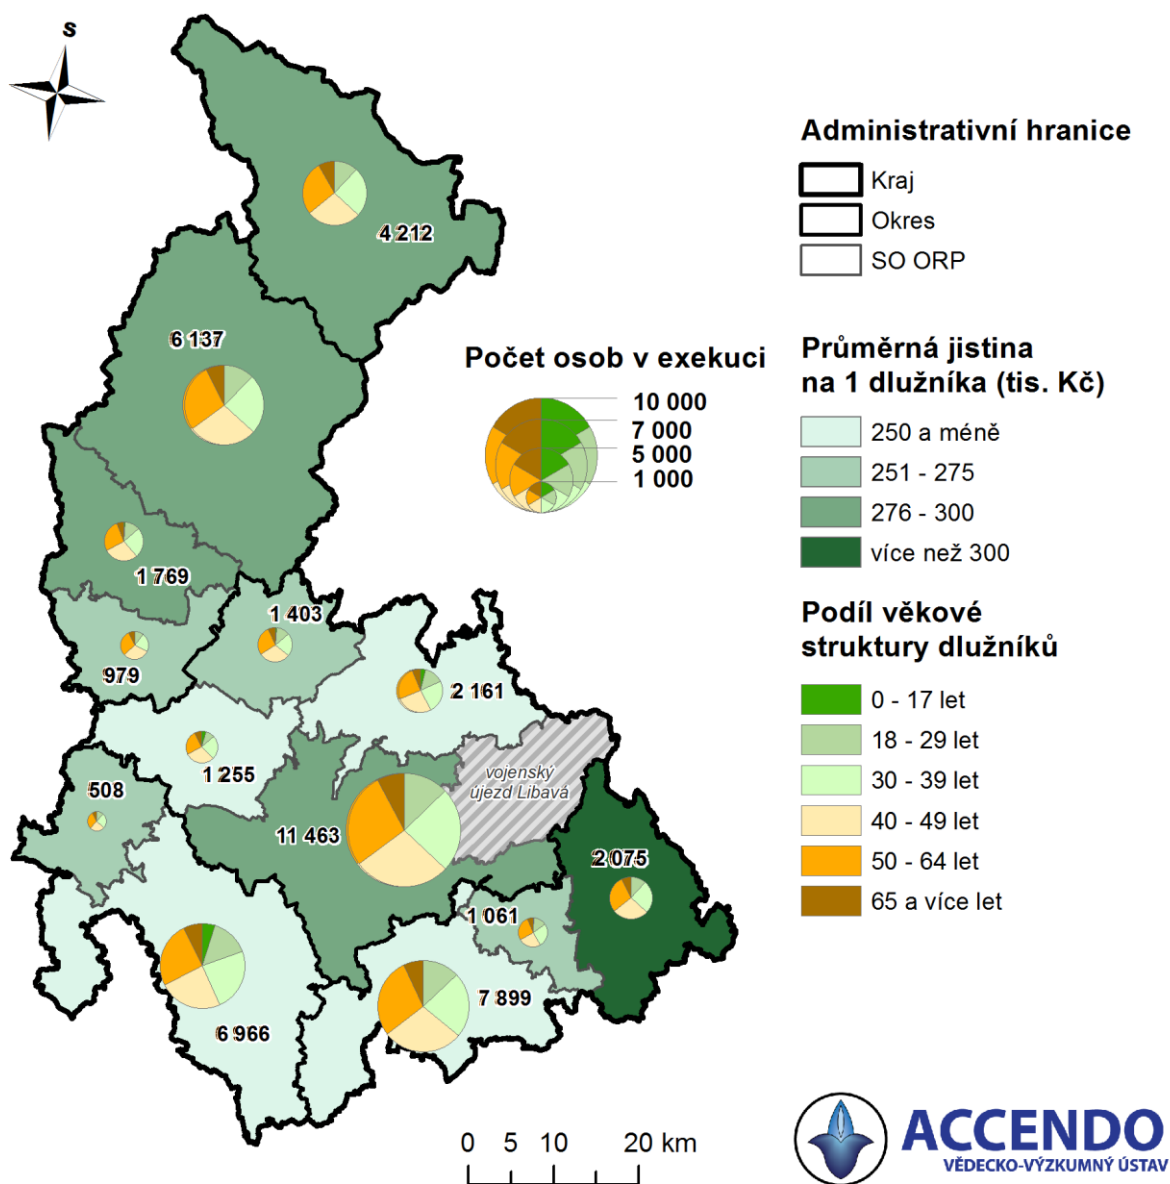 S
4 212
6 137
1 769
1 403
979
2 161
1 255
508
vojenský
újezd Libavá
11 463
2 075
1 061
7 899
6 966
Počet osob v exekuci
10 000
7 000
5 000
1 000
Administrativní hranice
Kraj
Okres
SO ORP
Průměrná jistina
na 1 dlužníka (tis. Kč)
250 a méně
251 - 275
276 - 300
více než 300
Podíl věkové
struktury dlužníků
0 - 17 let
18 - 29 let
30 - 39 let
40 - 49 let
50 - 64 let
65 a více let
0 5 10 20 km
ACCENDO
VĚDECKO-VÝZKUMNÝ ÚSTAV